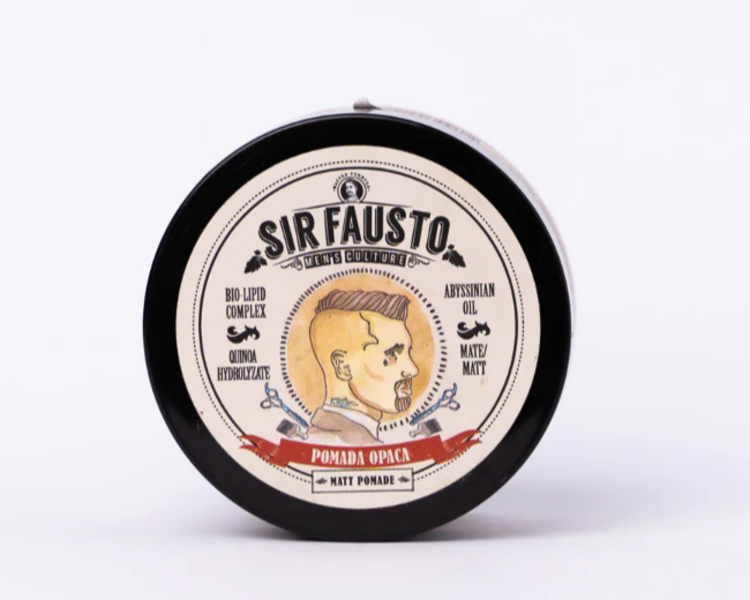 SIR FAUSTO
MEN'S CULTURE
BIO-LIPID
COMPLEX
QUINOA
HYDROLYZATE
ABYSSINIAN
OIL
MATE/
MATT
POMADA OPACA
MATT POMADE